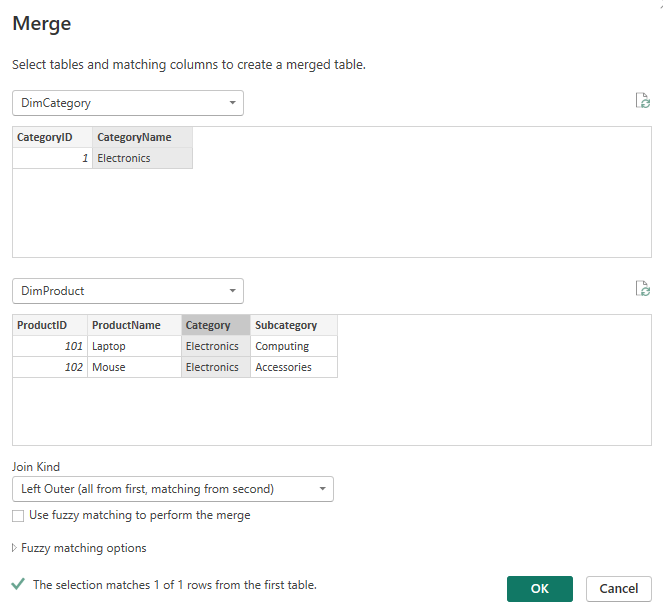 Merge
Select tables and matching columns to create a merged table.
DimCategory
CategoryID CategoryName
1 Electronics
DimProduct
ProductID ProductName Category Subcategory
101 Laptop Electronics Computing
102 Mouse Electronics Accessories
Join Kind
Left Outer (all from first, matching from second)
Use fuzzy matching to perform the merge
Fuzzy matching options
The selection matches 1 of 1 rows from the first table.
OK Cancel